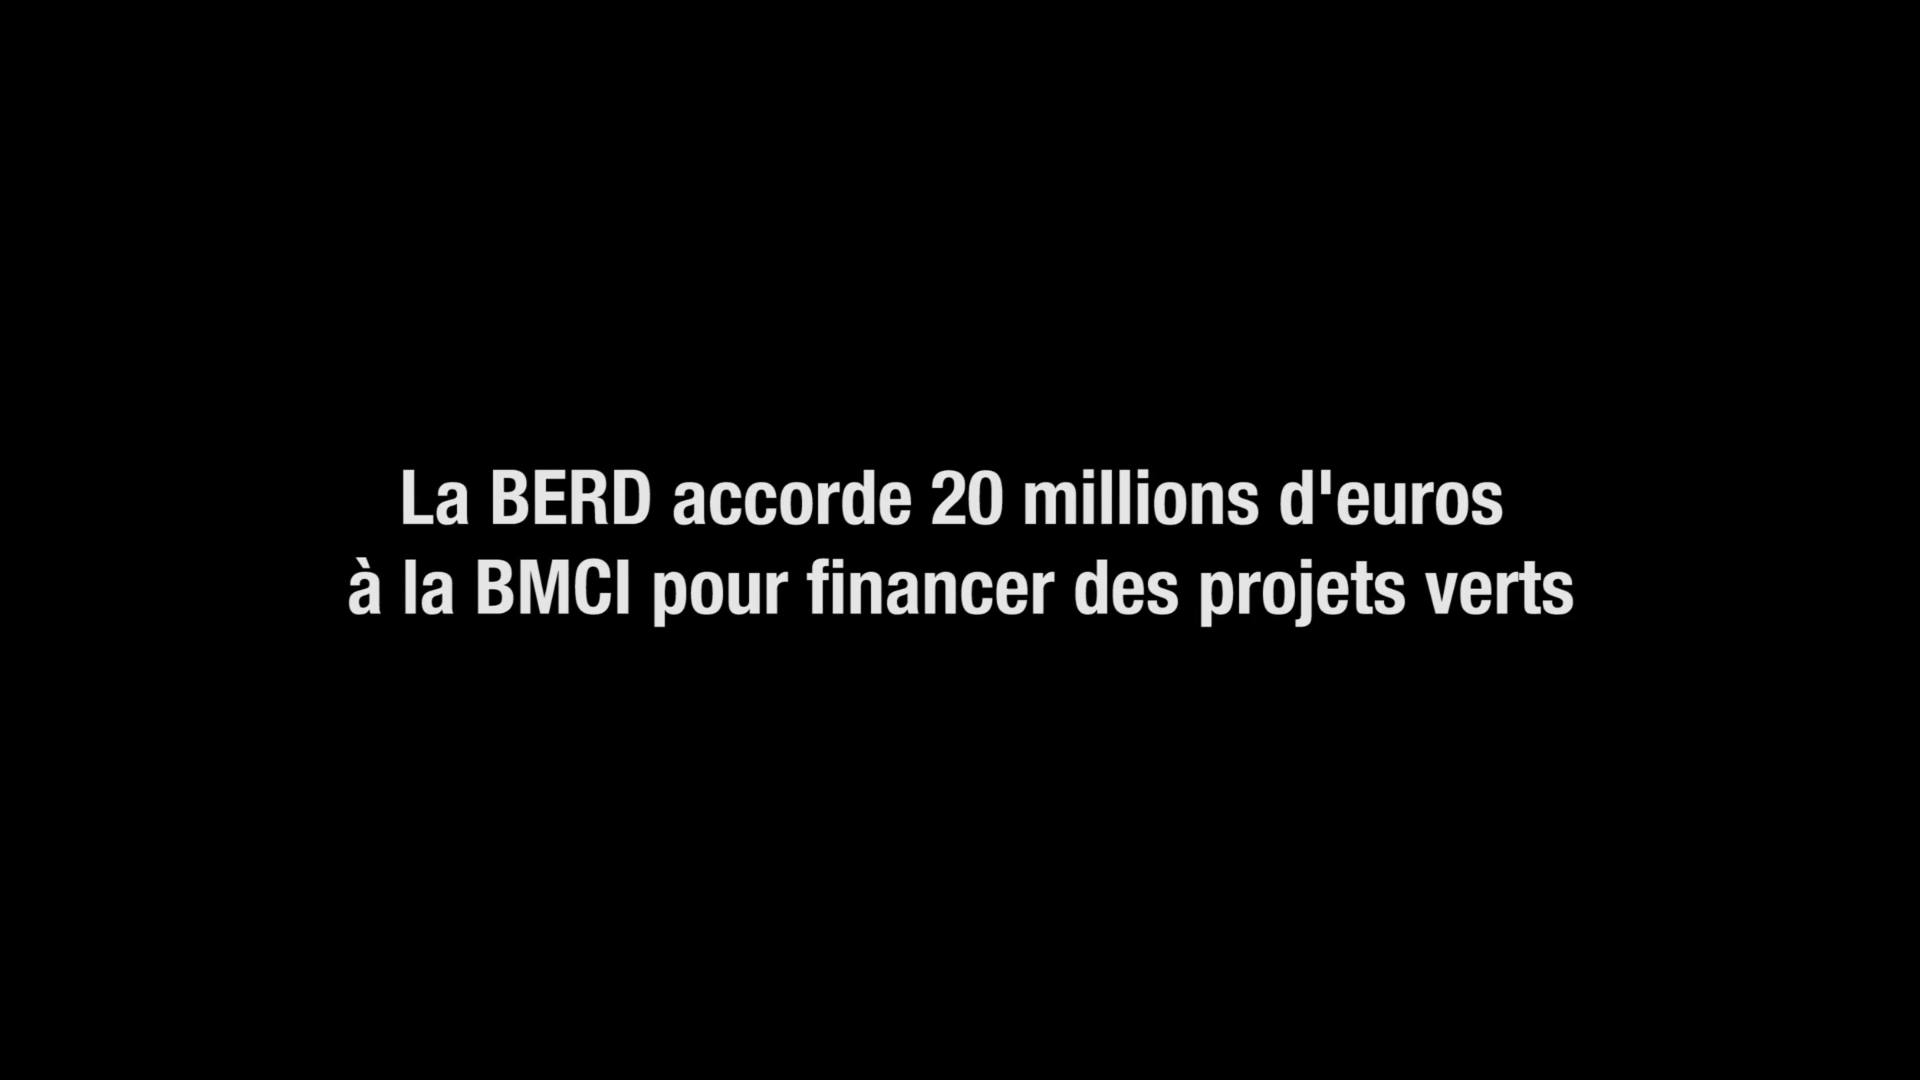 La BERD accorde 20 millions d'euros
à la BMCI pour financer des projets verts